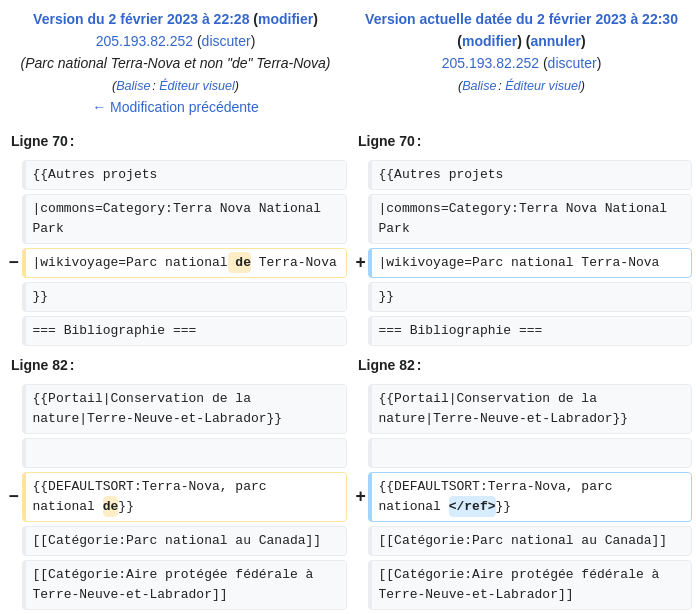 Version du 2 février 2023 à 22:28 (modifier)
205.193.82.252 (discuter)
(Parc national Terra-Nova et non "de" Terra-Nova)
(Balise : Éditeur visuel)
← Modification précédente
Version actuelle datée du 2 février 2023 à 22:30
(modifier) (annuler)
205.193.82.252 (discuter)
(Balise : Éditeur visuel)
Ligne 70 :
Ligne 70 :
{{Autres projets
{{Autres projets
|commons=Category:Terra Nova National
Park
|commons=Category:Terra Nova National
Park
− |wikivoyage=Parc national de Terra-Nova
+ |wikivoyage=Parc national Terra-Nova
}}
}}
=== Bibliographie ===
=== Bibliographie ===
Ligne 82 :
Ligne 82 :
{{Portail|Conservation de la
nature|Terre-Neuve-et-Labrador}}
{{Portail|Conservation de la
nature|Terre-Neuve-et-Labrador}}
− {{DEFAULTSORT:Terra-Nova, parc
national de}}
+ {{DEFAULTSORT:Terra-Nova, parc
national </ref>}}
[[Catégorie:Parc national au Canada]]
[[Catégorie:Parc national au Canada]]
[[Catégorie:Aire protégée fédérale à
Terre-Neuve-et-Labrador]]
[[Catégorie:Aire protégée fédérale à
Terre-Neuve-et-Labrador]]